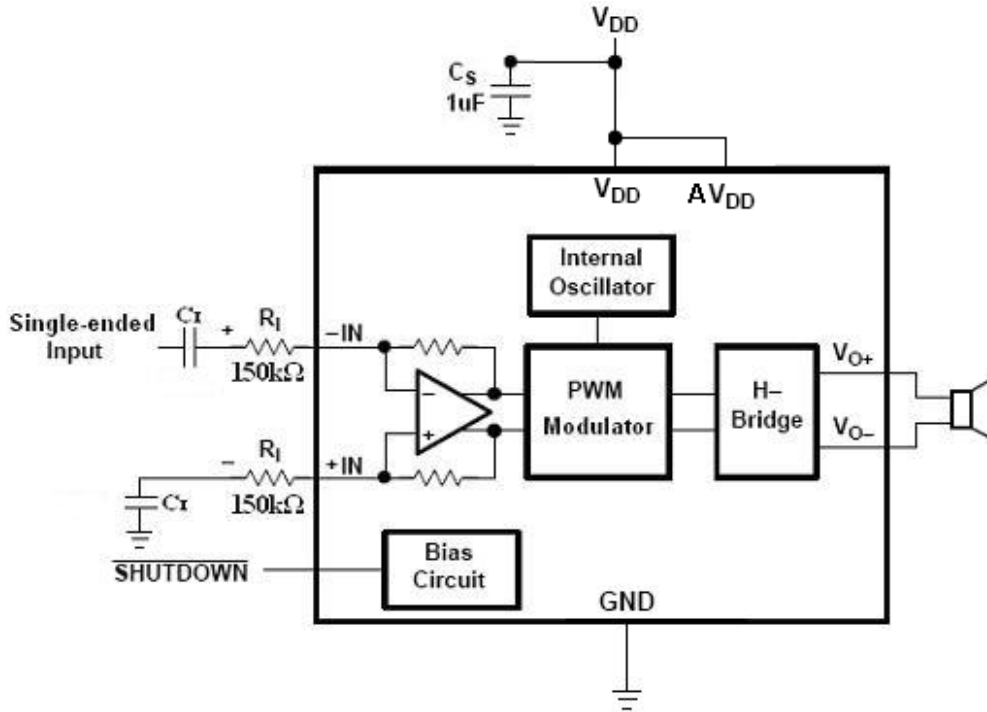 VDD
CS
1uF
VDD
AVDD
Internal
Oscillator
Single-ended
Input
CI
+
RI
150kΩ
–IN
–
+
PWM
Modulator
H–
Bridge
VO+
VO–
–
RI
150kΩ
+IN
CI
SHUTDOWN
Bias
Circuit
GND